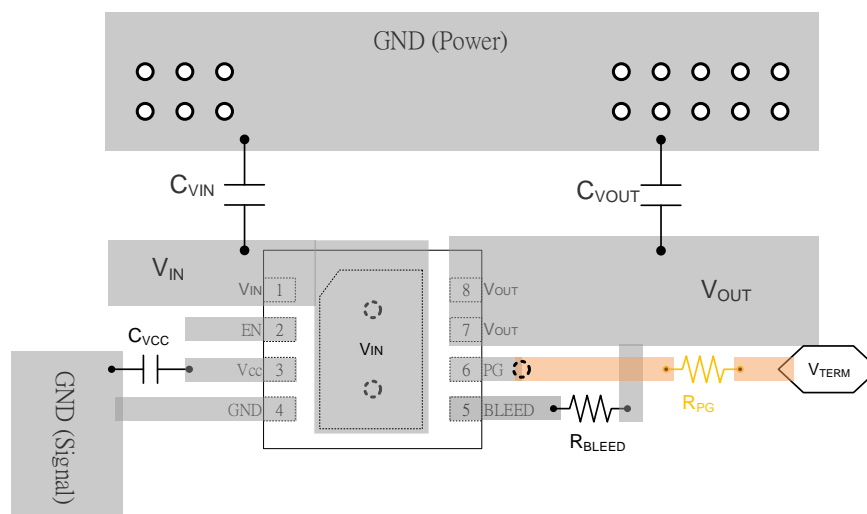 GND (Power)
CVIN
CVOUT
VIN
VOUT
VIN 1
8 VOUT
EN 2
7 VOUT
CVCC
VIN
Vcc 3
6 PG
VTERM
RPG
GND 4
5 BLEED
RBLEED
GND (Signal)